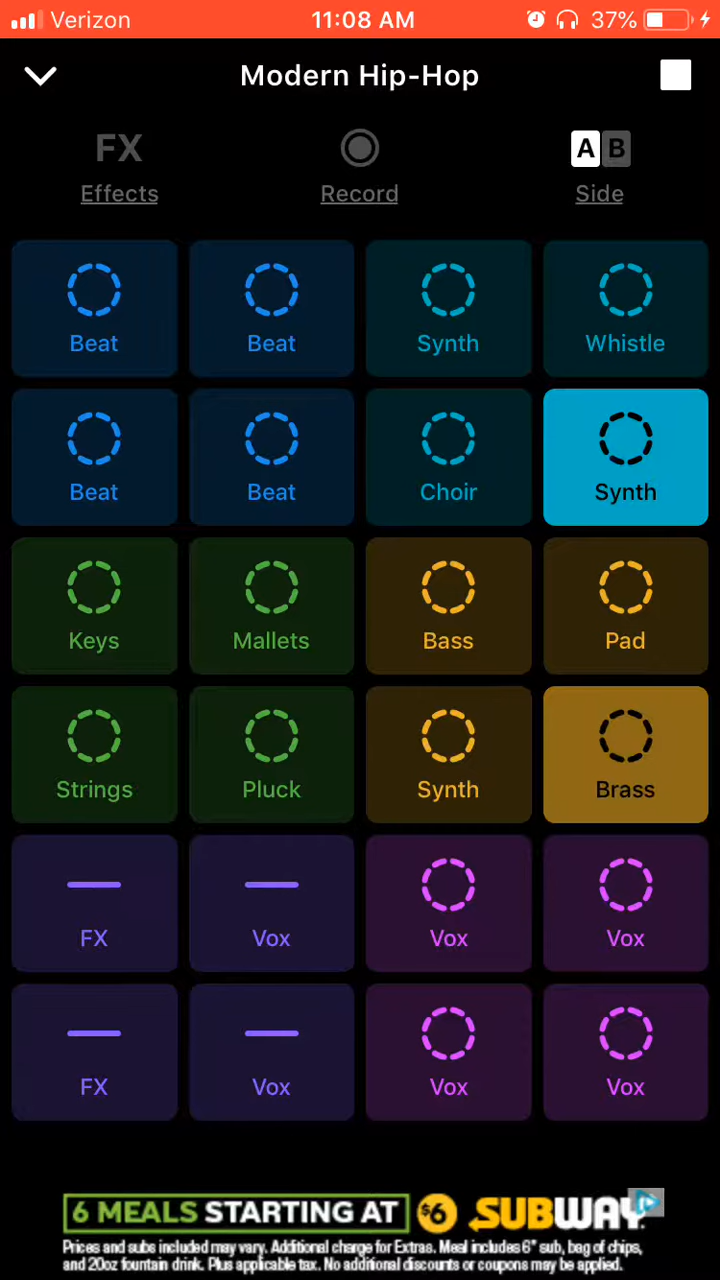 Verizon 11:08 AM 37%
Modern Hip-Hop
FX A B
Effects Record Side
Beat Beat Synth Whistle
Beat Beat Choir Synth
Keys Mallets Bass Pad
Strings Pluck Synth Brass
FX Vox Vox Vox
FX Vox Vox Vox
6 MEALS STARTING AT $6 SUBWAY
Prices and subs included may vary. Additional charge for Extras. Meal includes 6" sub, bag of chips,
and 20oz fountain drink. Plus applicable tax. No additional discounts or coupons may be applied.